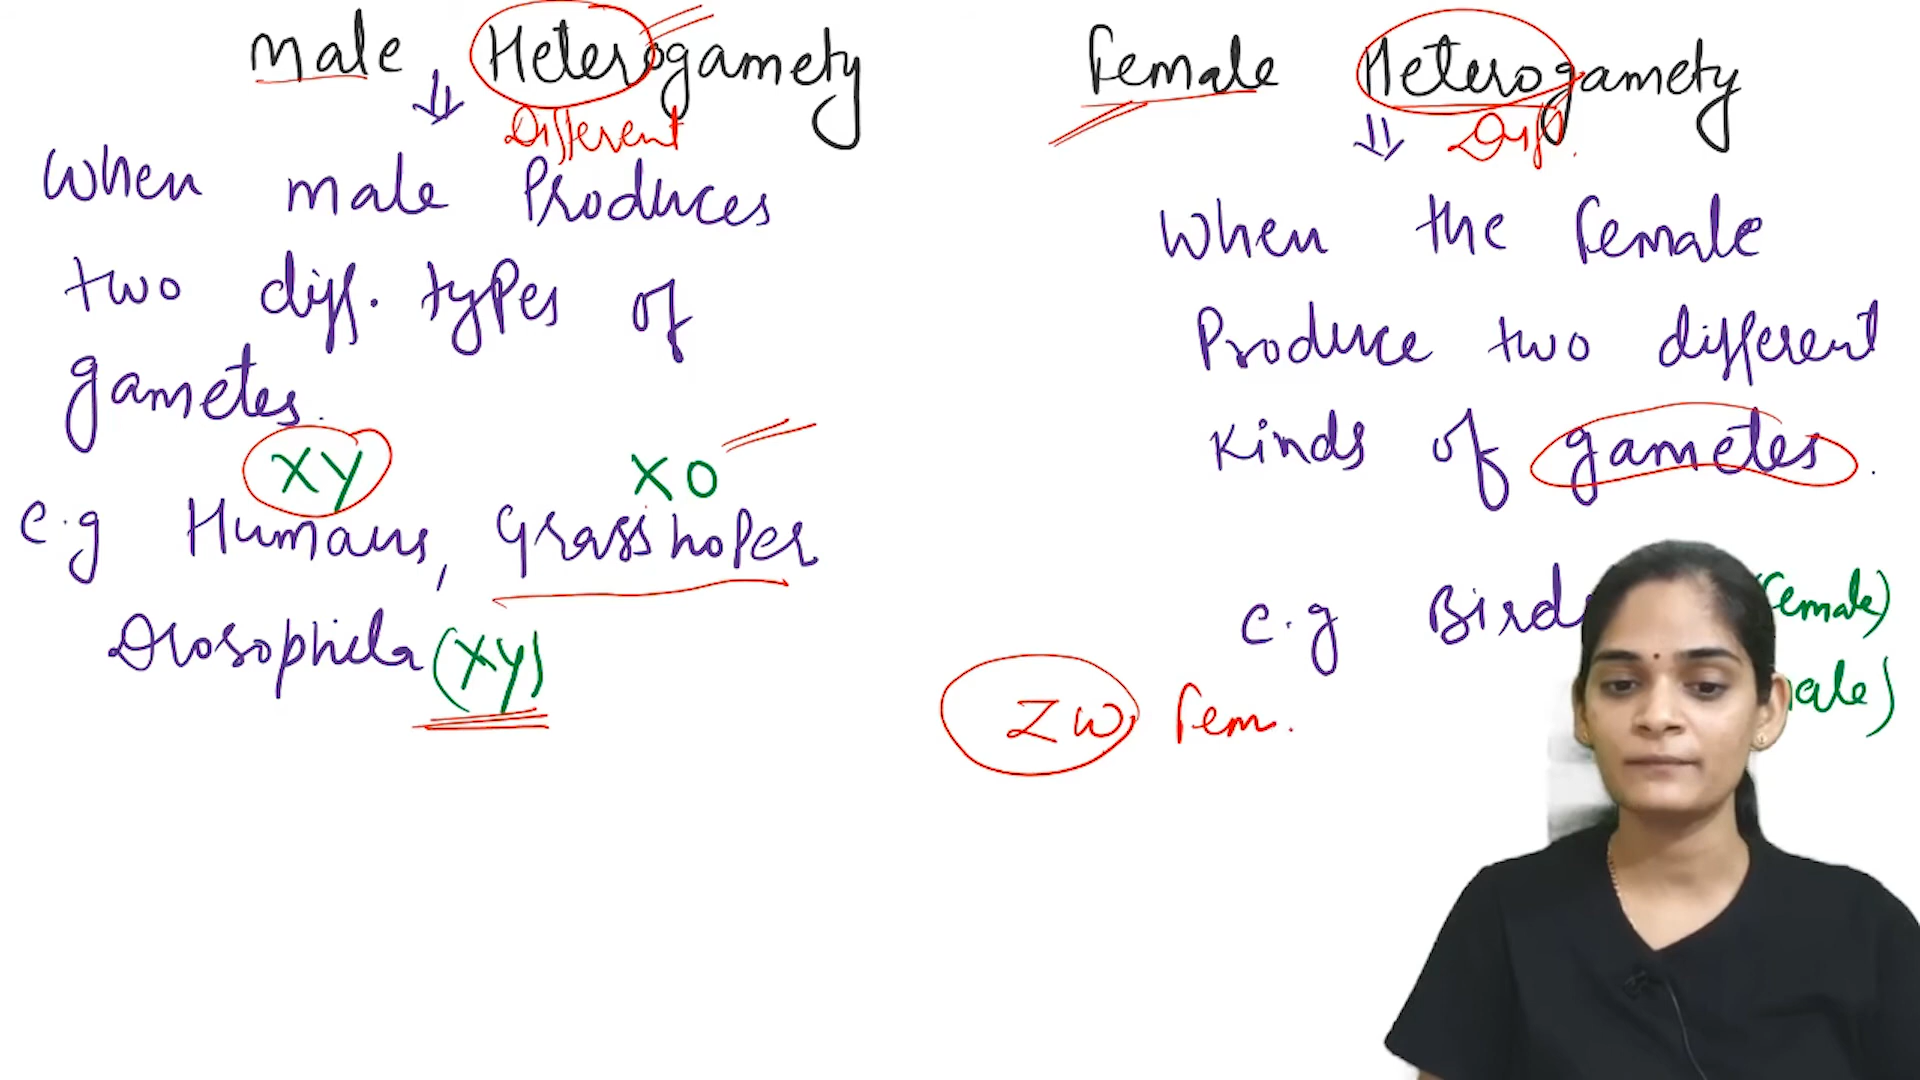 Male Heterogamety
Different
When male Produces
two diff. types of
gametes.
XY XO
e.g Humans, Grasshoper
Drosophila (XY)
Female Heterogamety
Diff.
When the Female
Produce two different
Kinds of gametes.
e.g Birds (Female)
ZW Fem.